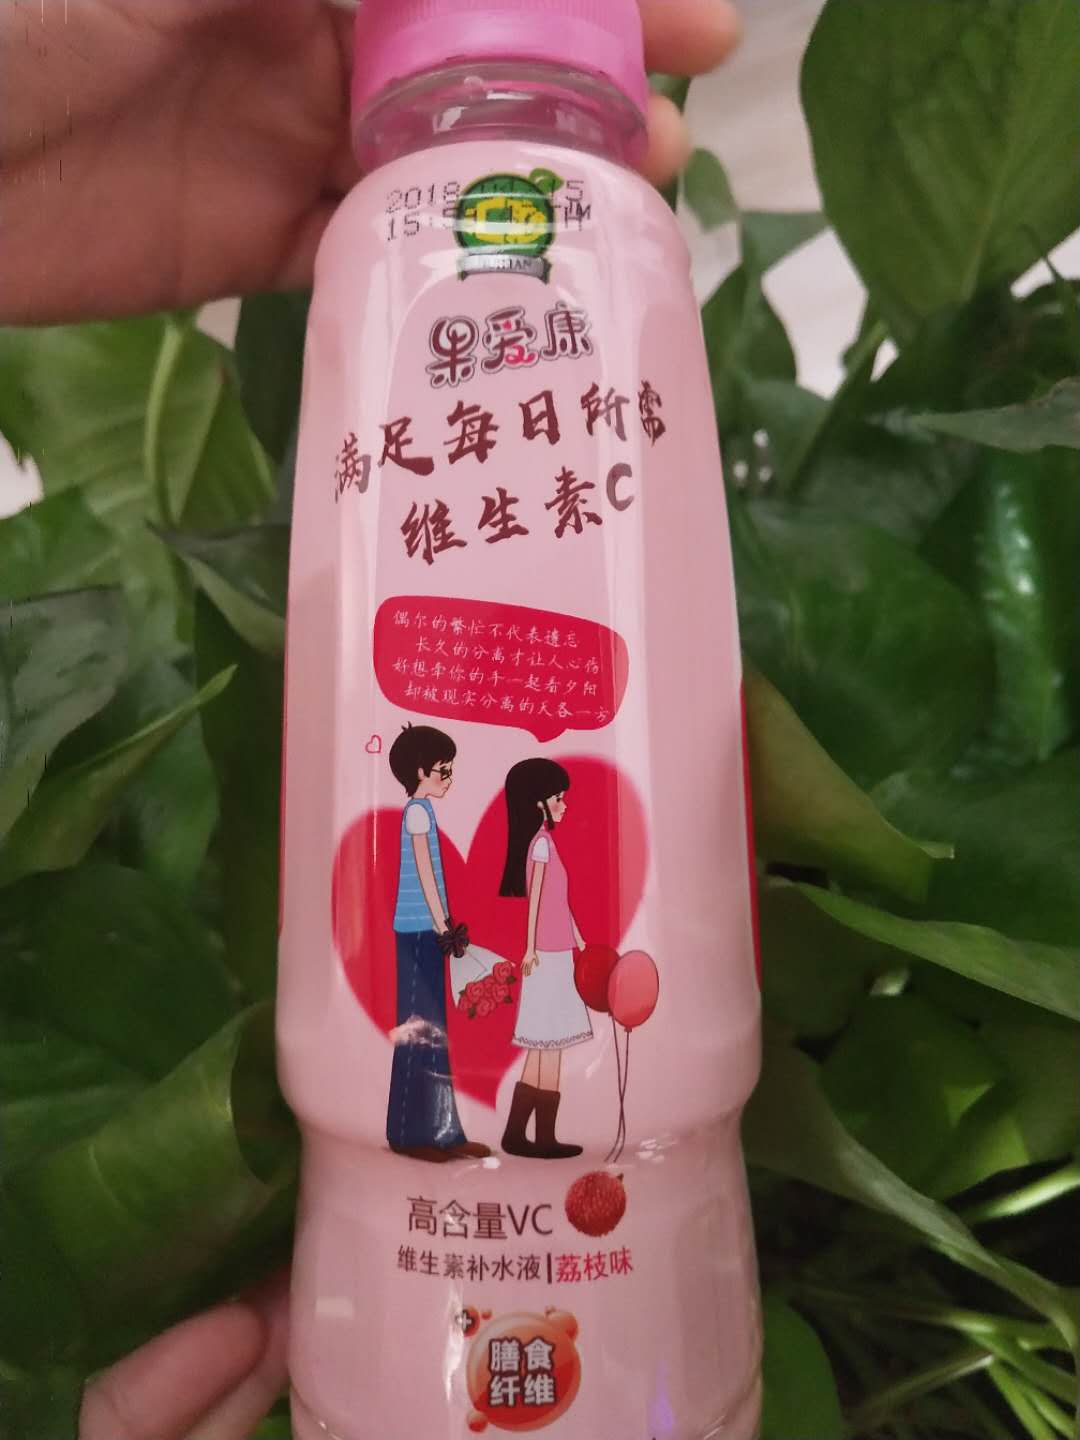 果爱康
满足每日所需
维生素C
偶尔的繁忙不代表遗忘
长久的分离才让人心伤
好想牵你的手一起看夕阳
却被现实分离的天各一方
高含量VC
维生素补水液|荔枝味
膳食
纤维